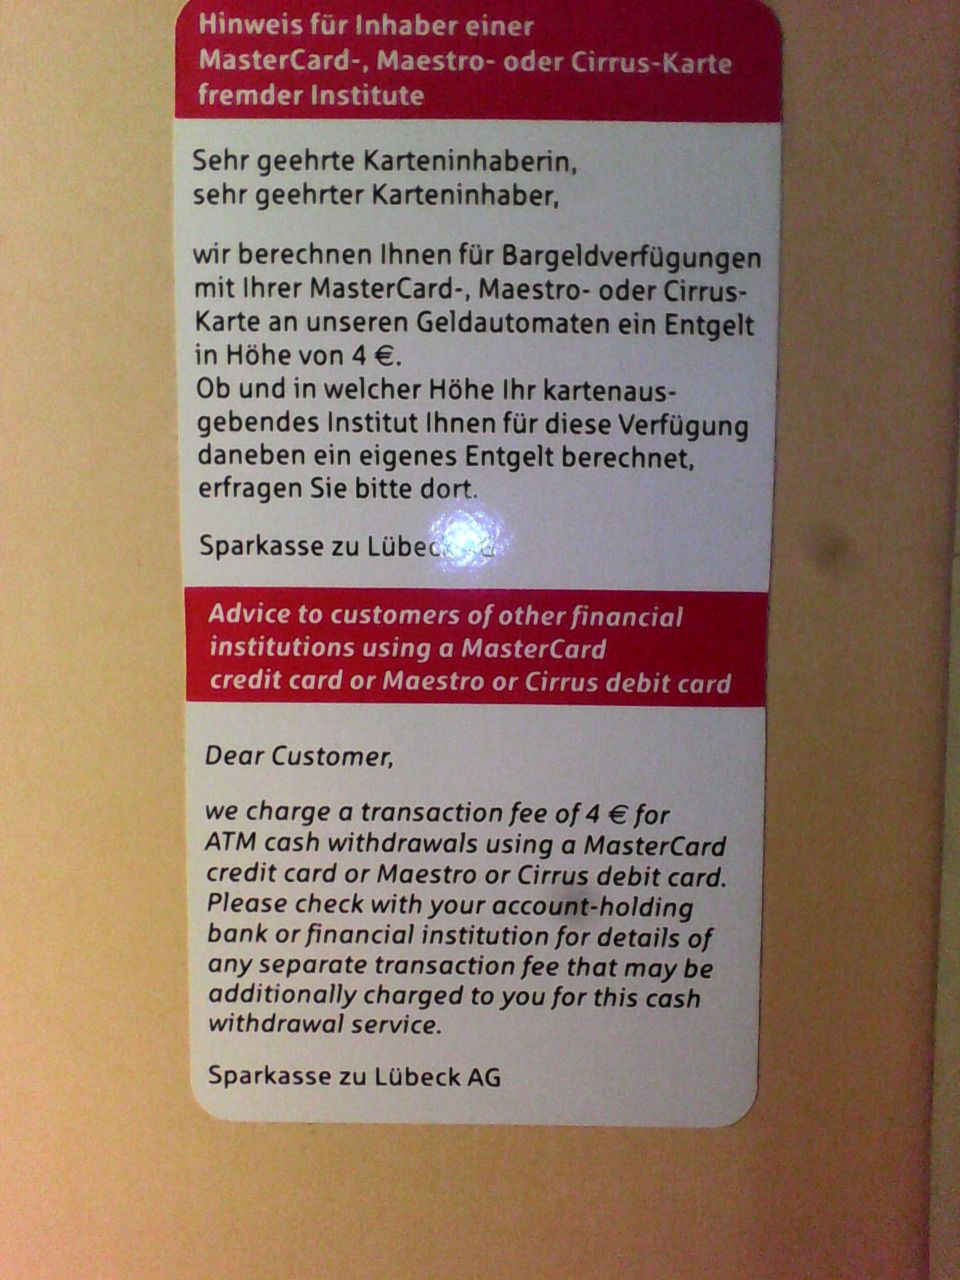 Hinweis für Inhaber einer
MasterCard-, Maestro- oder Cirrus-Karte
fremder Institute
Sehr geehrte Karteninhaberin,
sehr geehrter Karteninhaber,
wir berechnen Ihnen für Bargeldverfügungen
mit Ihrer MasterCard-, Maestro- oder Cirrus-
Karte an unseren Geldautomaten ein Entgelt
in Höhe von 4 €.
Ob und in welcher Höhe Ihr kartenaus-
gebendes Institut Ihnen für diese Verfügung
daneben ein eigenes Entgelt berechnet,
erfragen Sie bitte dort.
Sparkasse zu
Advice to customers of other financial
institutions using a MasterCard
credit card or Maestro or Cirrus debit card
Dear Customer,
we charge a transaction fee of 4 € for
ATM cash withdrawals using a MasterCard
credit card or Maestro or Cirrus debit card.
Please check with your account-holding
bank or financial institution for details of
any separate transaction fee that may be
additionally charged to you for this cash
withdrawal service.
Sparkasse zu Lübeck AG